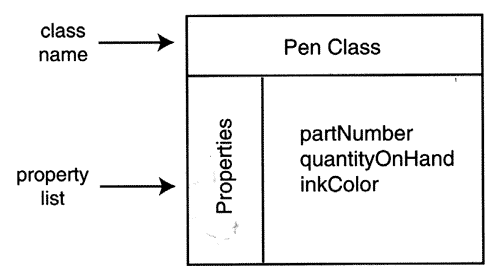 class
name
Pen Class
property
list
Properties
partNumber
quantityOnHand
inkColor